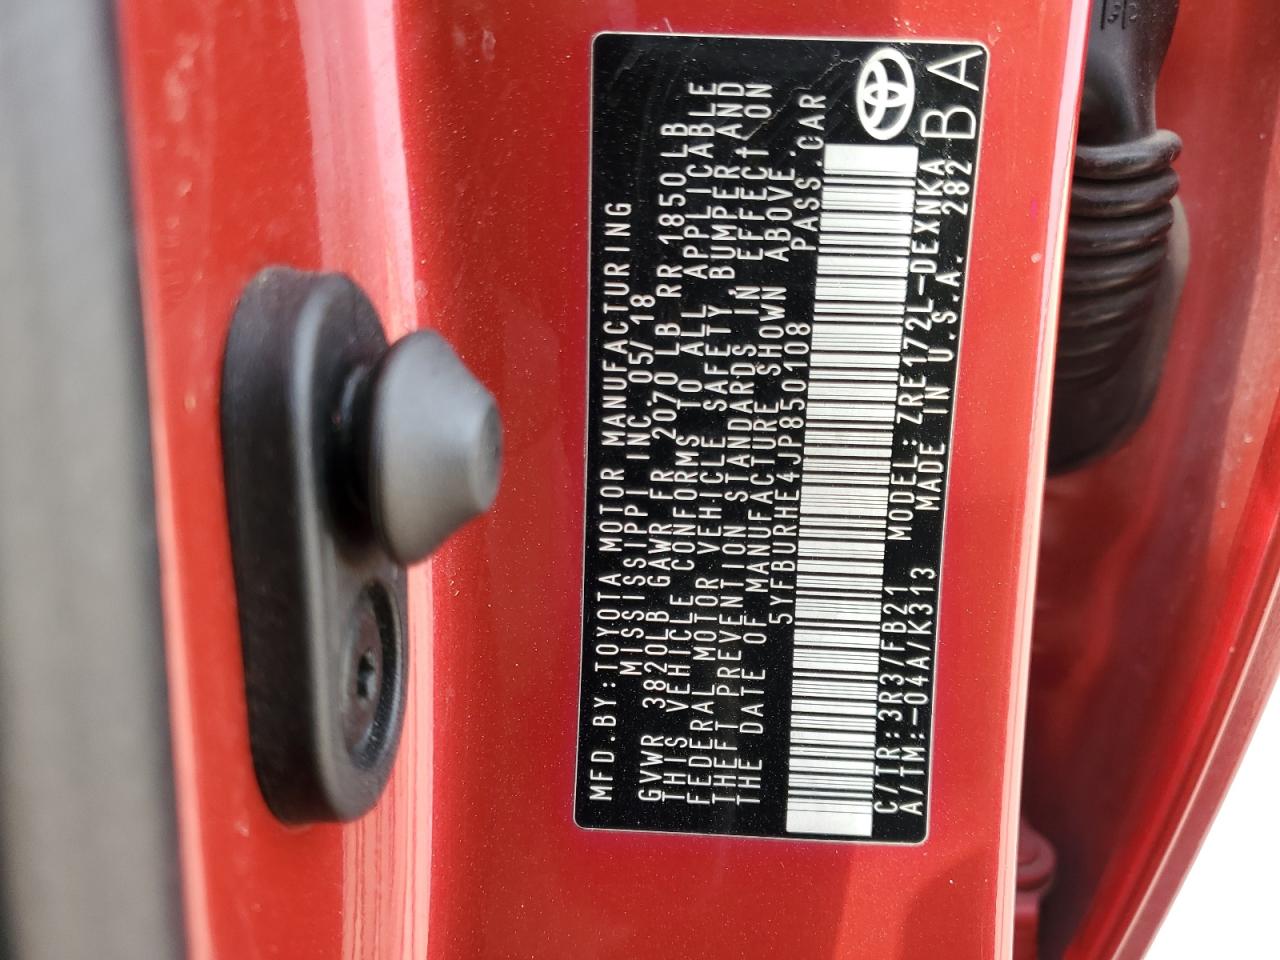 MFD.BY:TOYOTA MOTOR MANUFACTURING
MISSISSIPPI INC. 05/18
GVWR 3820LB GAWR FR 2070 LB RR 1850LB
THIS VEHICLE CONFORMS TO ALL APPLICABLE
FEDERAL MOTOR VEHICLE SAFETY BUMPER AND
THEFT PREVENTION STANDARDS IN EFFECT ON
THE DATE OF MANUFACTURE SHOWN ABOVE.
5YFBURHE4JP850108 PASS.CAR
C/TR:3R3/FB21 MODEL:ZRE172L-DEXNKA
A/TM:-04A/K313 MADE IN U.S.A. 282
BA